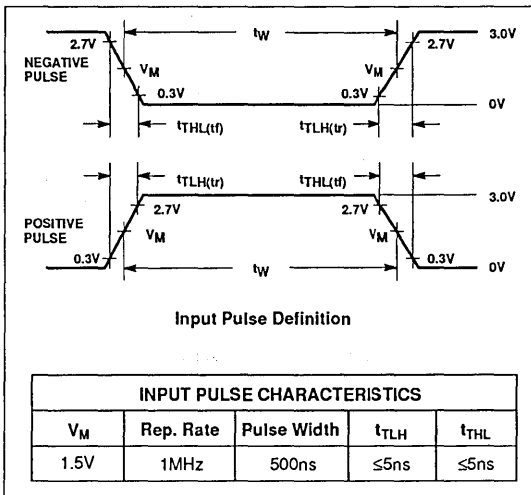 2.7V tW 2.7V 3.0V
NEGATIVE
PULSE
VM VM
0.3V 0.3V 0V
tTHL(tf) tTLH(tr)
tTLH(tr) tTHL(tf)
3.0V
2.7V 2.7V
POSITIVE
PULSE
VM VM
0.3V tW 0.3V 0V
Input Pulse Definition
INPUT PULSE CHARACTERISTICS
VM Rep. Rate Pulse Width tTLH tTHL
1.5V 1MHz 500ns ≤5ns ≤5ns